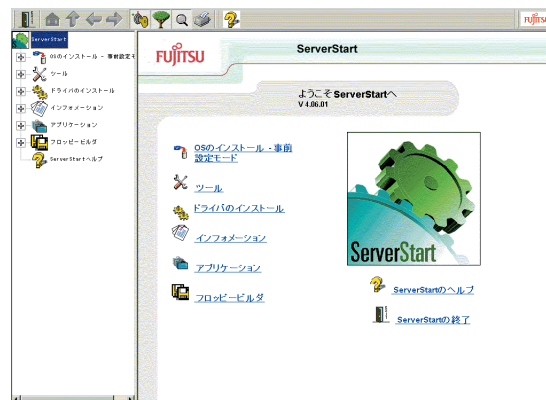 FUJITSU
ServerStart
OSのインストール - 事前設定モ
ツール
ドライバのインストール
インフォメーション
アプリケーション
フロッピービルダ
ServerStartヘルプ
FUJITSU
ServerStart
ようこそ ServerStartへ
V 4.06.01
OSのインストール - 事前
設定モード
ツール
ドライバのインストール
インフォメーション
アプリケーション
フロッピービルダ
ServerStart
ServerStartのヘルプ
ServerStartの終了